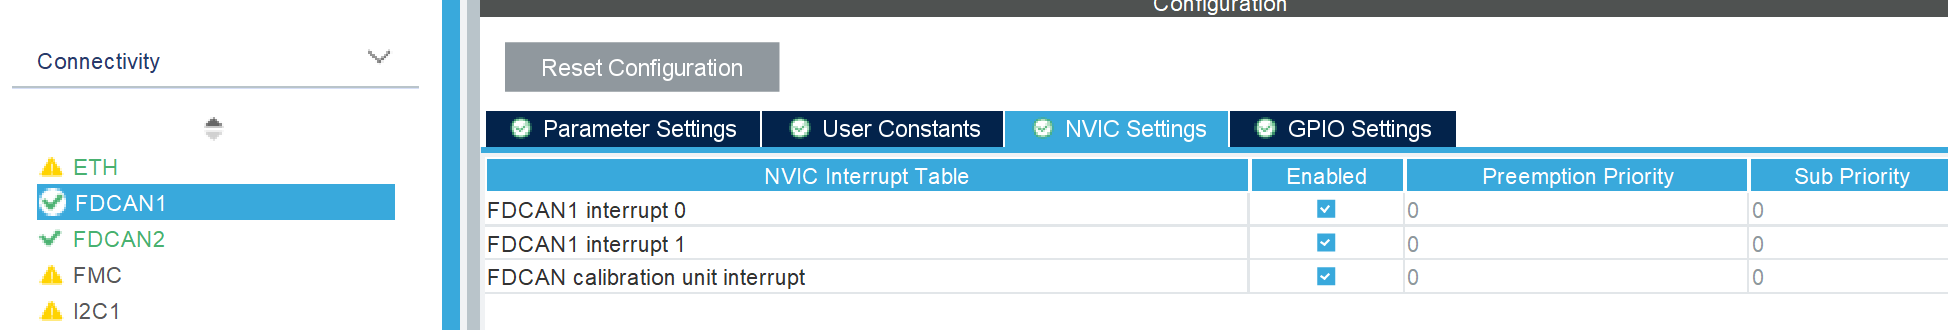 Configuration
Connectivity
Reset Configuration
Parameter Settings User Constants NVIC Settings GPIO Settings
ETH
FDCAN1
FDCAN2
FMC
I2C1
NVIC Interrupt Table Enabled Preemption Priority Sub Priority
FDCAN1 interrupt 0 0 0
FDCAN1 interrupt 1 0 0
FDCAN calibration unit interrupt 0 0